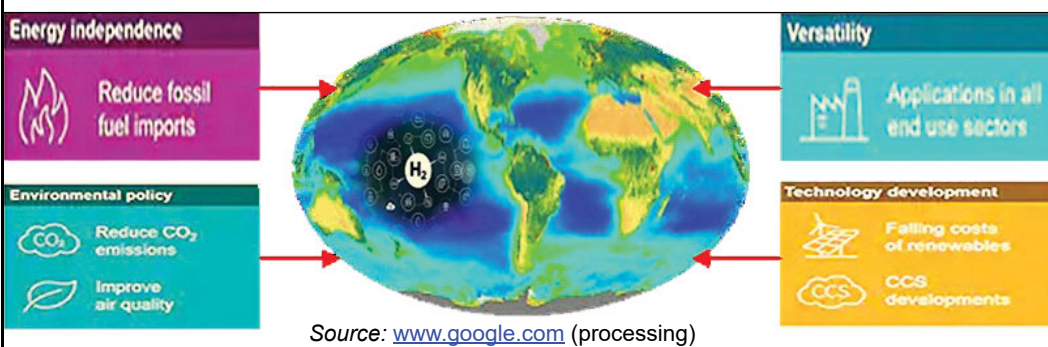 Energy independence
Reduce fossil
fuel imports
Environmental policy
CO₂
Reduce CO₂
emissions
Improve
air quality
H₂
Versatility
Applications in all
end use sectors
Technology development
Falling costs
of renewables
CCS
CCS
developments
Source: www.google.com (processing)